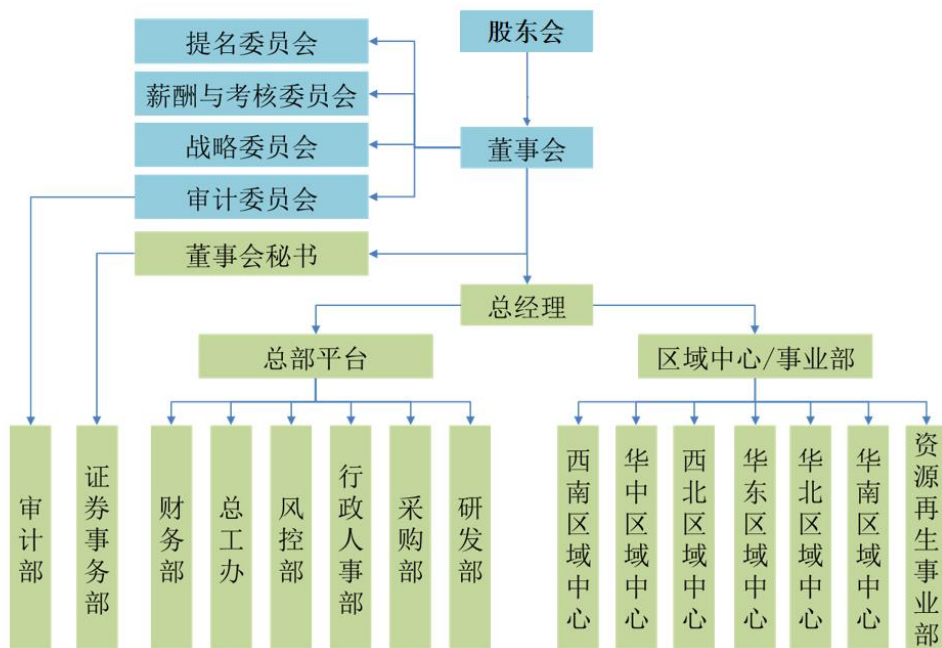 股东会
提名委员会
薪酬与考核委员会
战略委员会
董事会
审计委员会
董事会秘书
总经理
总部平台
区域中心/事业部
审计部
证券事务部
财务部
总工办
风控部
行政人事部
采购部
研发部
西南区域中心
华中区域中心
西北区域中心
华东区域中心
华北区域中心
华南区域中心
资源再生事业部